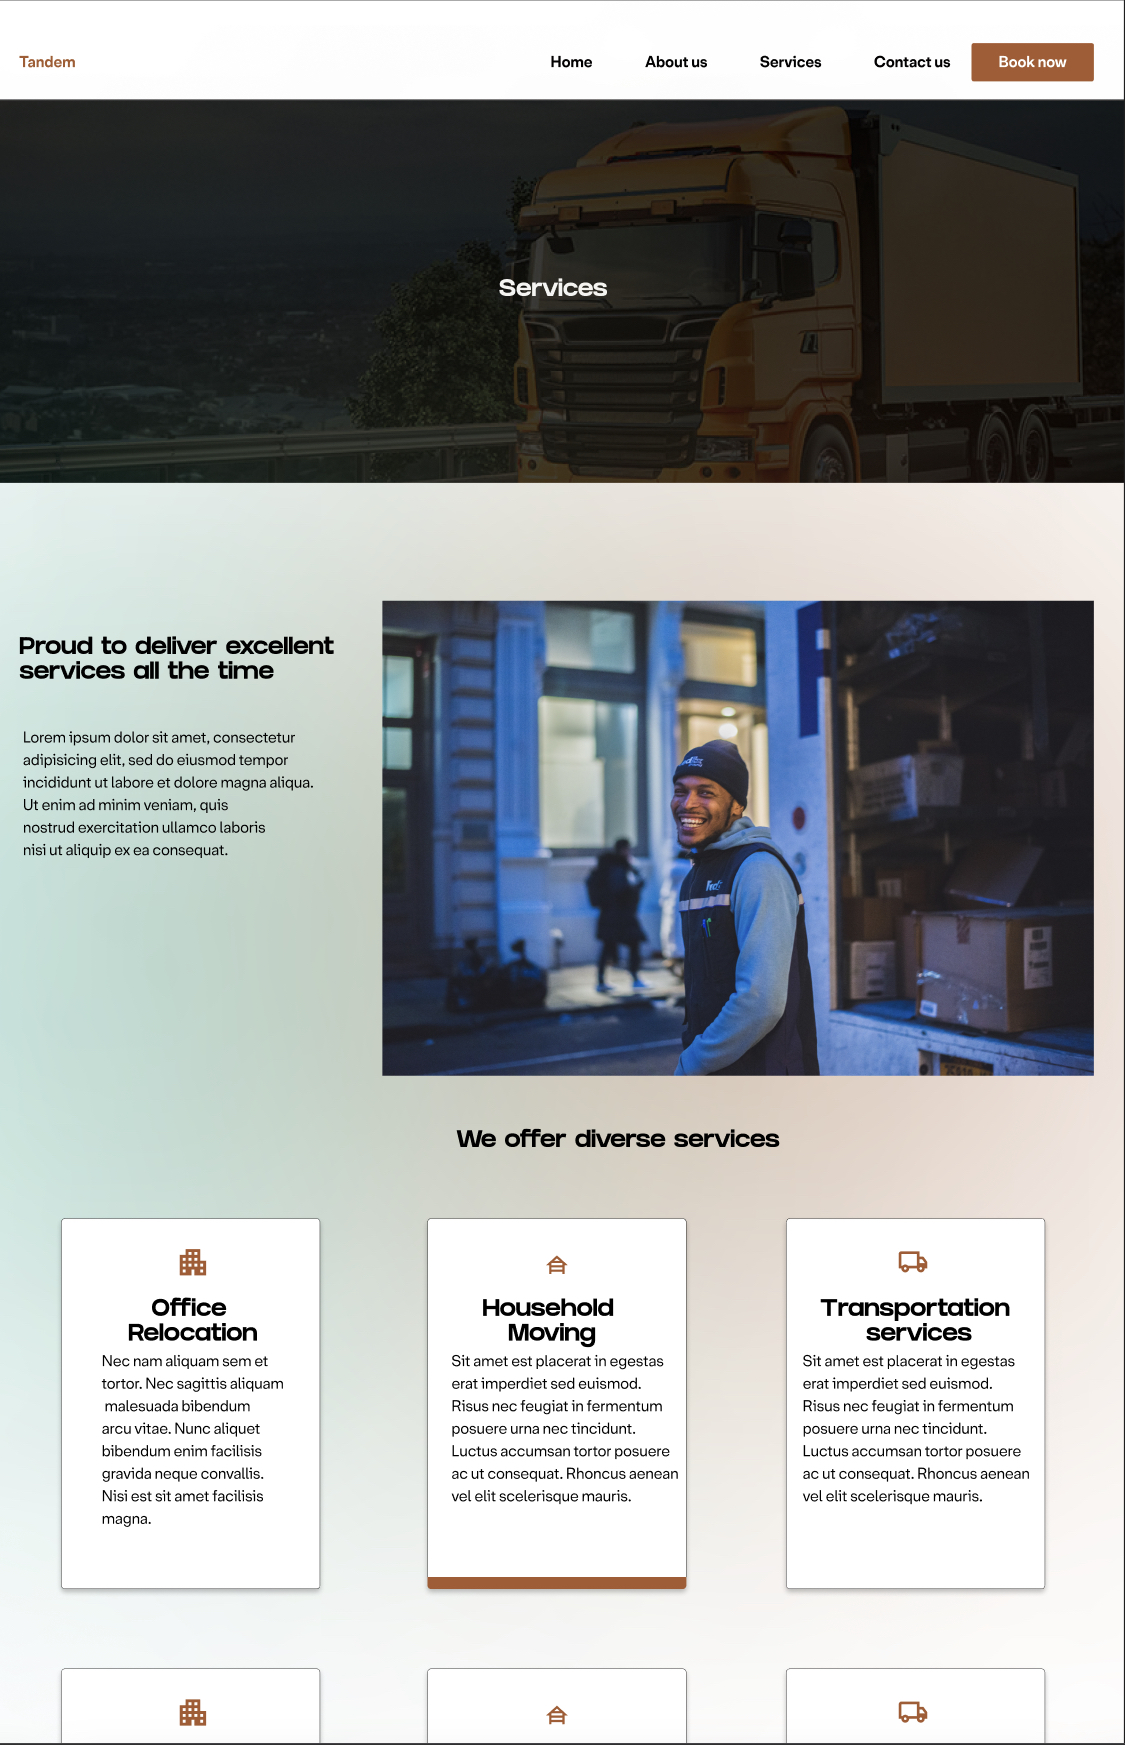 Tandem
Home
About us
Services
Contact us
Book now
Services
Proud to deliver excellent
services all the time
Lorem ipsum dolor sit amet, consectetur
adipisicing elit, sed do eiusmod tempor
incididunt ut labore et dolore magna aliqua.
Ut enim ad minim veniam, quis
nostrud exercitation ullamco laboris
nisi ut aliquip ex ea consequat.
We offer diverse services
Office
Relocation
Nec nam aliquam sem et
tortor. Nec sagittis aliquam
malesuada bibendum
arcu vitae. Nunc aliquet
bibendum enim facilisis
gravida neque convallis.
Nisi est sit amet facilisis
magna.
Household
Moving
Sit amet est placerat in egestas
erat imperdiet sed euismod.
Risus nec feugiat in fermentum
posuere urna nec tincidunt.
Luctus accumsan tortor posuere
ac ut consequat. Rhoncus aenean
vel elit scelerisque mauris.
Transportation
services
Sit amet est placerat in egestas
erat imperdiet sed euismod.
Risus nec feugiat in fermentum
posuere urna nec tincidunt.
Luctus accumsan tortor posuere
ac ut consequat. Rhoncus aenean
vel elit scelerisque mauris.